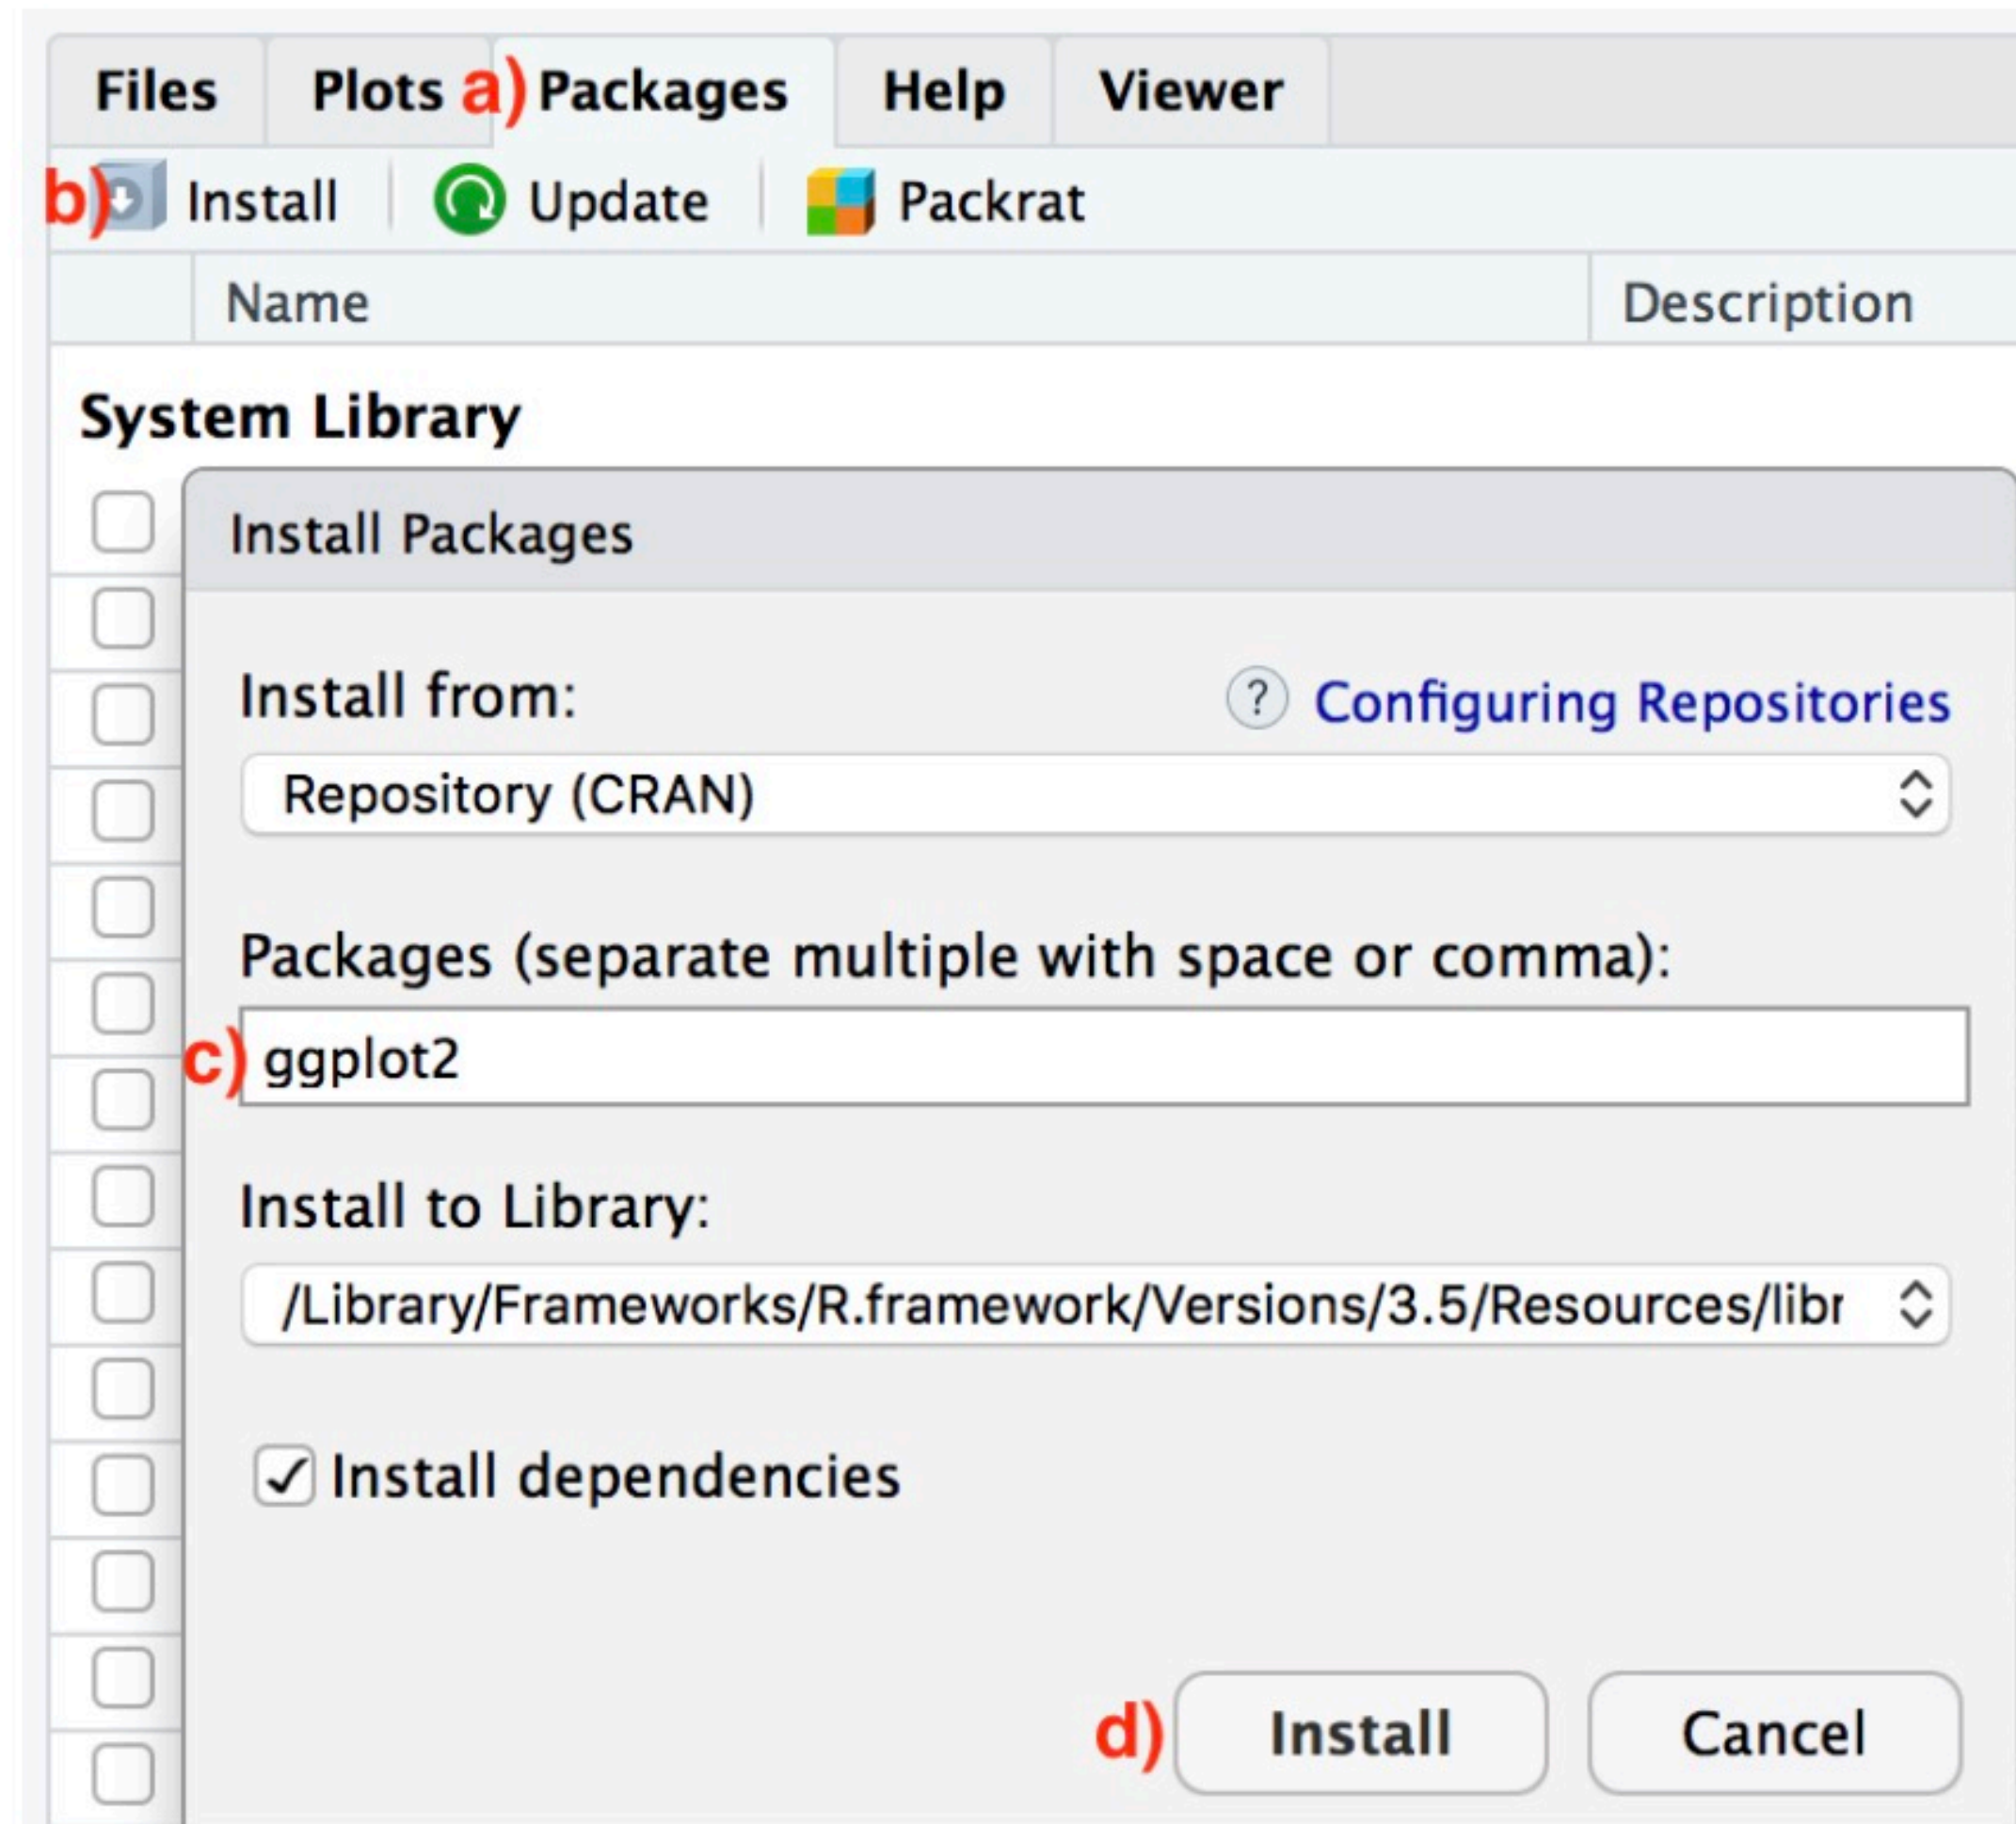 Files Plots a) Packages Help Viewer
b) Install Update Packrat
Name Description
System Library
Install Packages
Install from: ? Configuring Repositories
Repository (CRAN)
Packages (separate multiple with space or comma):
c) ggplot2
Install to Library:
/Library/Frameworks/R.framework/Versions/3.5/Resources/libr
Install dependencies
d) Install Cancel